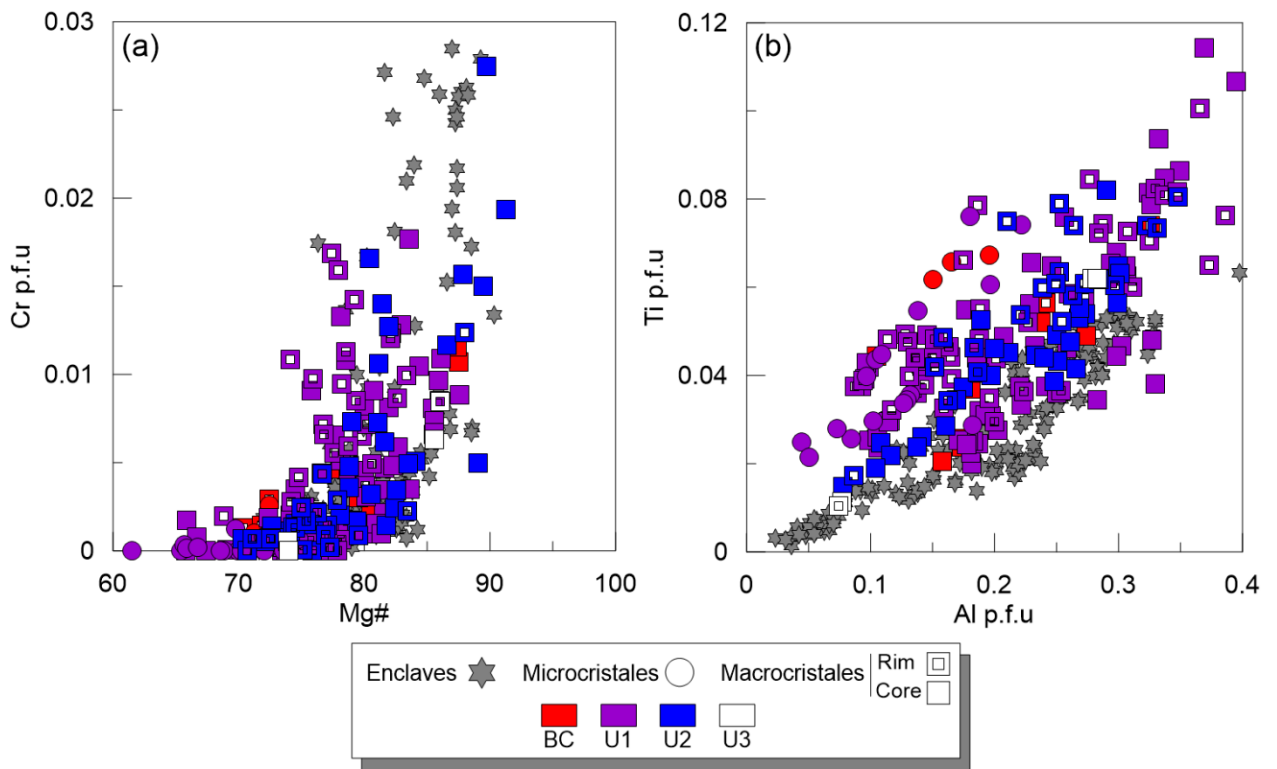 (a)
Cr p.f.u
0.03
0.02
0.01
0
60 70 80 90 100
Mg#
(b)
Ti p.f.u
0.12
0.08
0.04
0
0 0.1 0.2 0.3 0.4
Al p.f.u
Enclaves Microcristales Macrocristales Rim
Core
BC U1 U2 U3